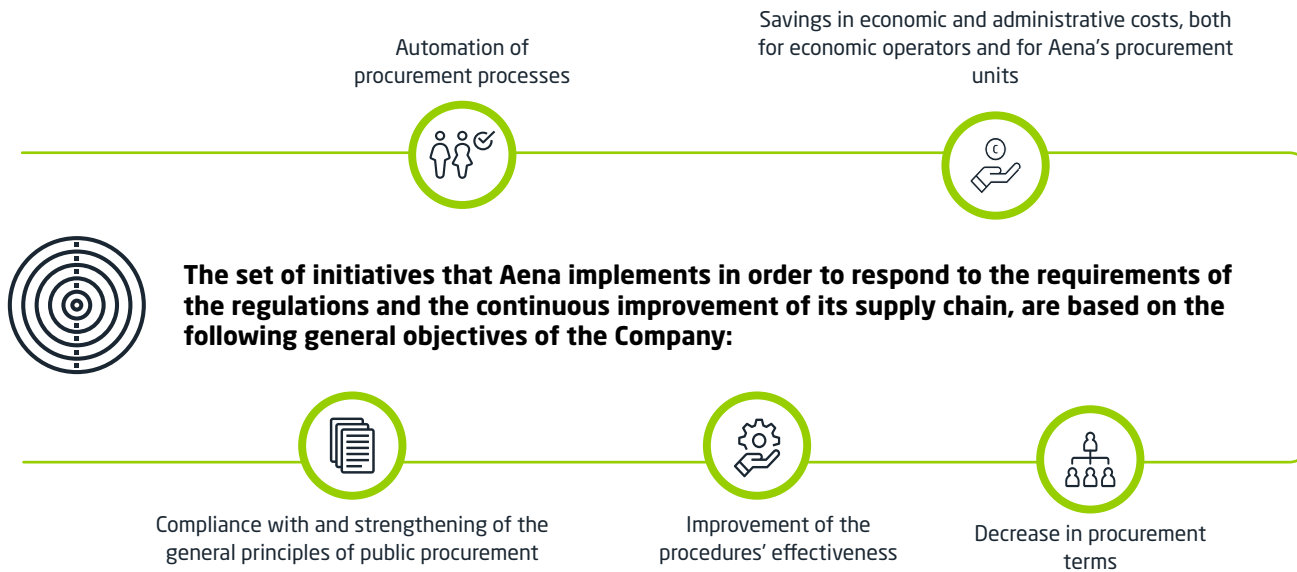 Automation of
procurement processes
Savings in economic and administrative costs, both
for economic operators and for Aena's procurement
units
The set of initiatives that Aena implements in order to respond to the requirements of
the regulations and the continuous improvement of its supply chain, are based on the
following general objectives of the Company:
Compliance with and strengthening of the
general principles of public procurement
Improvement of the
procedures' effectiveness
Decrease in procurement
terms